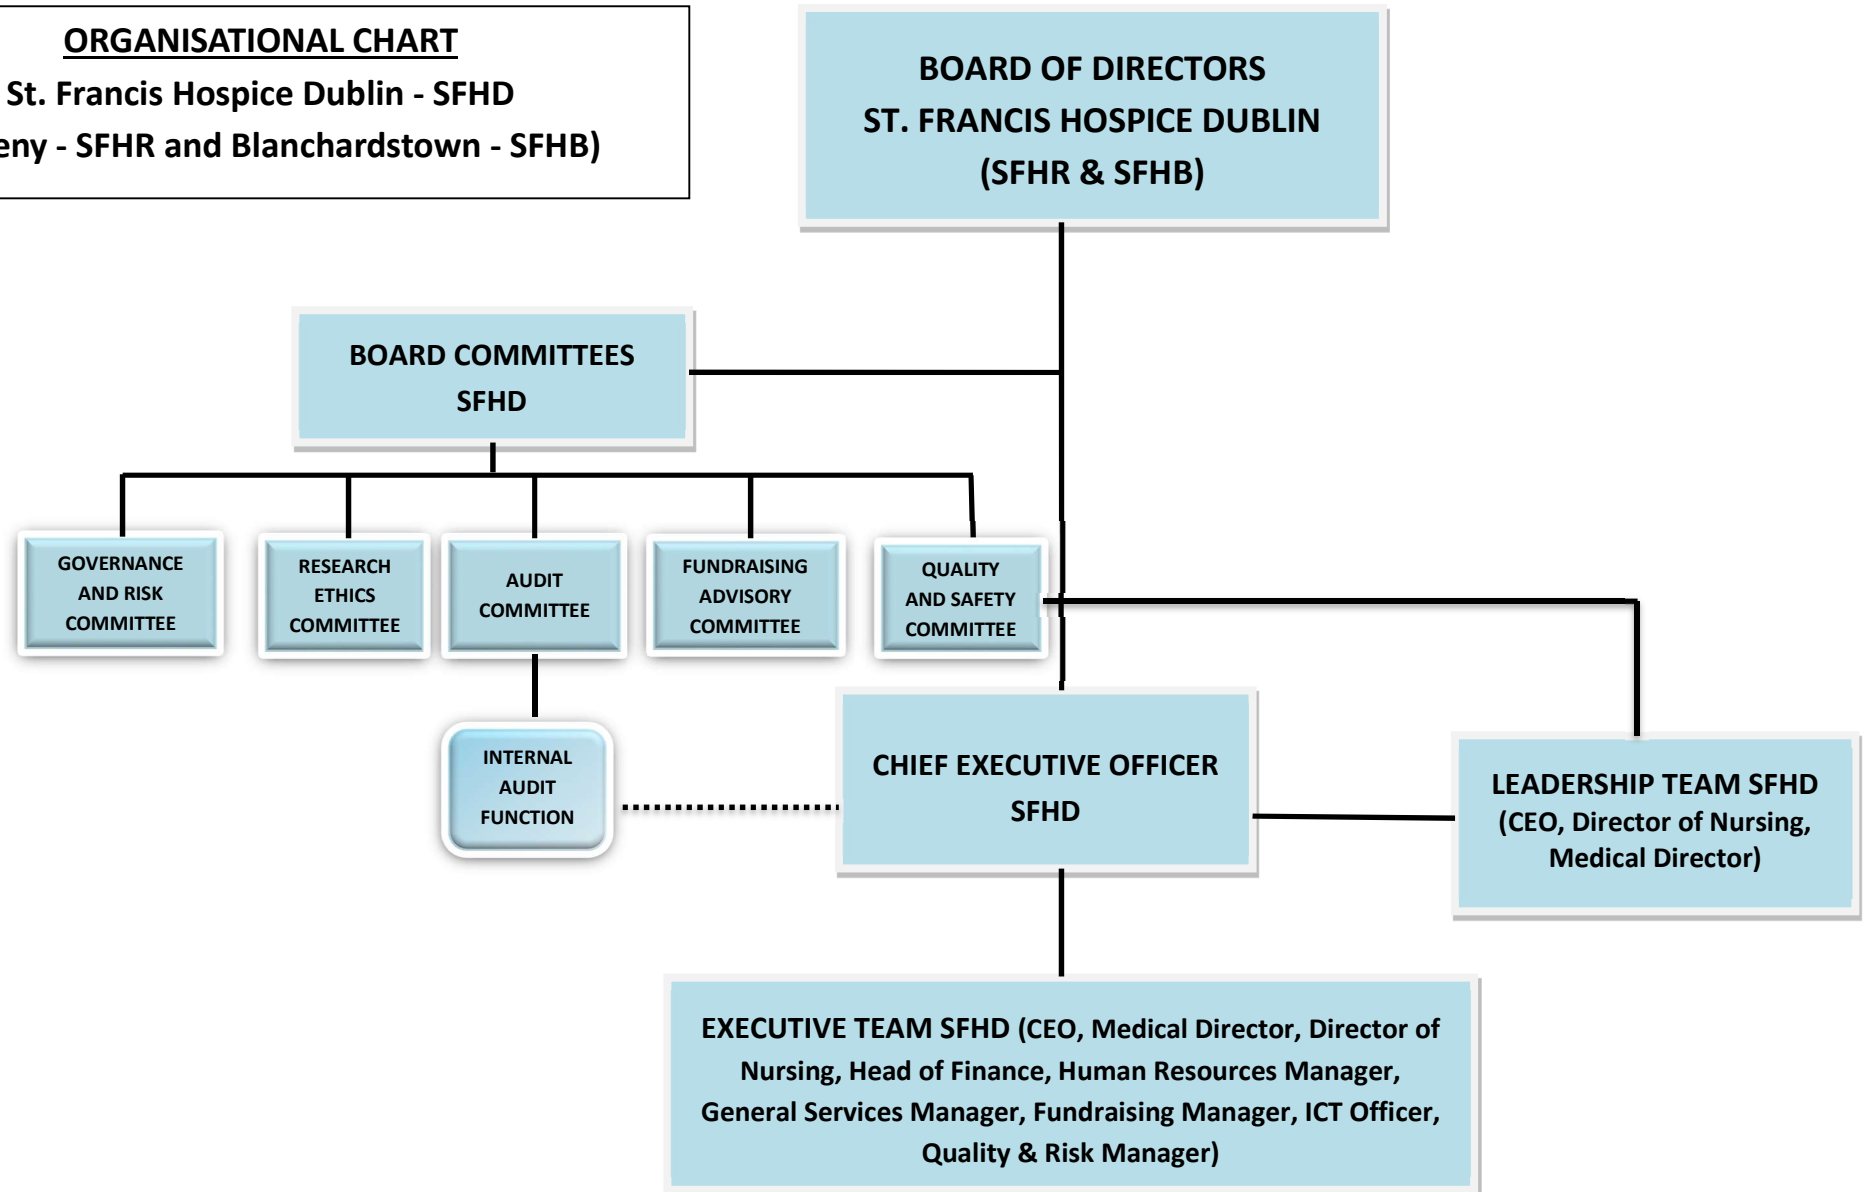 ORGANISATIONAL CHART
St. Francis Hospice Dublin - SFHD
- SFHR and Blanchardstown - SFHB)
BOARD OF DIRECTORS
ST. FRANCIS HOSPICE DUBLIN
(SFHR & SFHB)
BOARD COMMITTEES
SFHD
GOVERNANCE
AND RISK
COMMITTEE
RESEARCH
ETHICS
COMMITTEE
AUDIT
COMMITTEE
FUNDRAISING
ADVISORY
COMMITTEE
QUALITY
AND SAFETY
COMMITTEE
INTERNAL
AUDIT
FUNCTION
CHIEF EXECUTIVE OFFICER
SFHD
LEADERSHIP TEAM SFHD
(CEO, Director of Nursing,
Medical Director)
EXECUTIVE TEAM SFHD (CEO, Medical Director, Director of
Nursing, Head of Finance, Human Resources Manager,
General Services Manager, Fundraising Manager, ICT Officer,
Quality & Risk Manager)